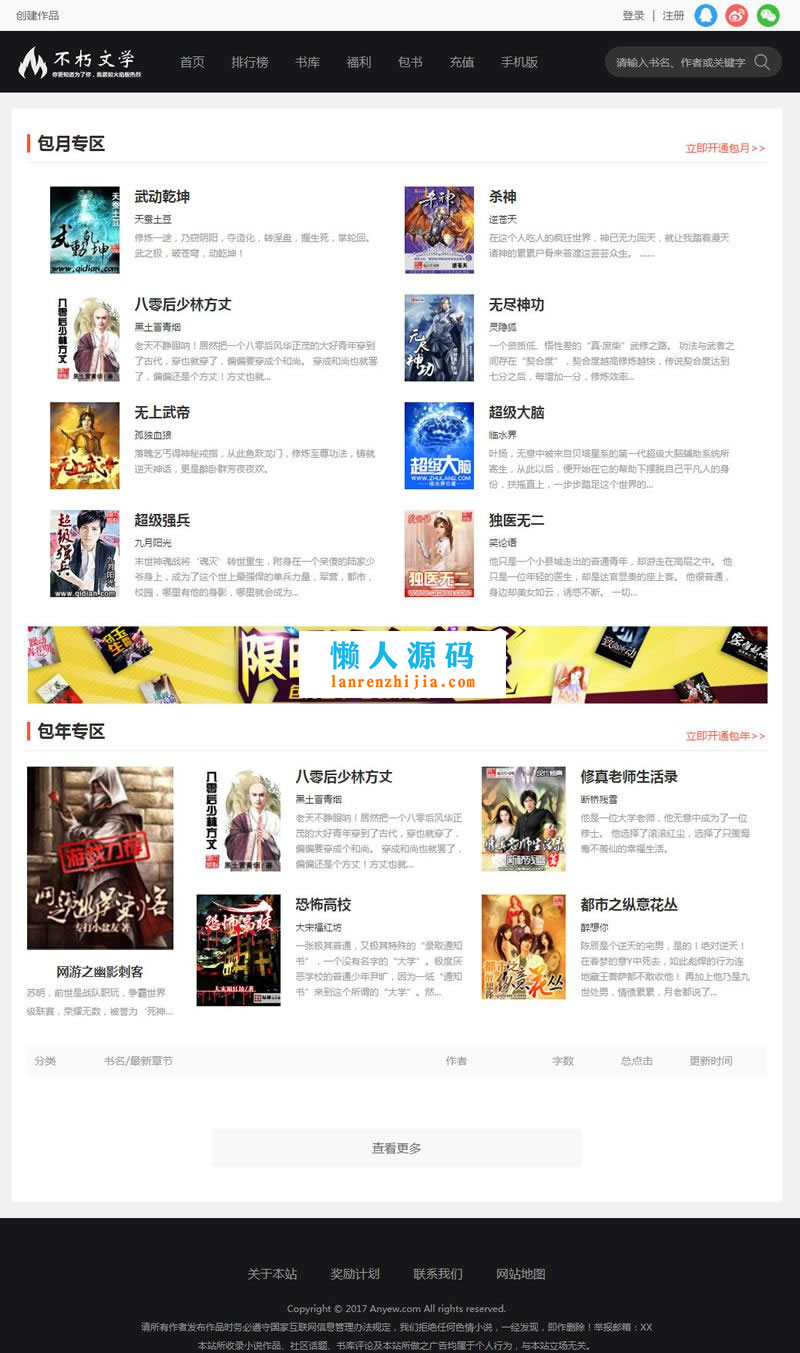 创建作品
登录 | 注册
不朽文学
首页 排行榜 书库 福利 包书 充值 手机版
请输入书名、作者或关键字
包月专区
立即开通包月>>
武动乾坤
天蚕土豆
修炼一途，乃窃阴阳，夺造化，转涅盘，握生死，掌轮回。
武之极，破苍穹，动乾坤！
杀神
逆苍天
在这个人吃人的疯狂世界，神已无力回天，就让我踏着漫天
诸神的累累尸骨来普渡这芸芸众生。 ......
八零后少林方丈
黑土冒青烟
老天不睁眼呐！居然把一个八零后风华正茂的大好青年穿到
了古代，穿也就穿了，偏偏要穿成个和尚。 穿成和尚也就罢
了，偏偏还是个方丈！方丈也就...
无尽神功
灵隐狐
一个资质低、悟性差的“真·废柴”武修之路。 功法与武者之
间存在“契合度”，契合度越高修炼越快，传说契合度达到
七分之后，每增加一分，修炼效率...
无上武帝
孤独血狼
落魄乞丐得神秘戒指，从此鱼跃龙门，修炼至尊功法，铸就
逆天神话，更是醉卧群芳夜夜欢。
超级大脑
临水界
叶扬，无意中被来自贝塔星系的第一代超级大脑辅助系统所
寄生，从此以后，便开始在它的帮助下摆脱自己平凡人的身
份，扶摇直上，一步步踏足这个世界的...
超级强兵
九月阳光
末世神魂战将‘魂灭’转世重生，附身在一个呆傻的陆家少
爷身上，成为了这个世上最强悍的单兵力量，军营，都市，
校园，哪里有他的身影，哪里就会成为...
独医无二
笑论语
他只是一个小县城走出的普通青年，却游走在高层之中。 他
只是一位年轻的医生，却是达官显贵的座上客。 他很普通，
身边却美女如云，诱惑不断。 一切...
懒人源码
lanrenzhijia.com
包年专区
立即开通包年>>
网游之幽影刺客
苏明，前世是战队职玩，争霸世界
级联赛，荣耀无数，被誉为‘死神...
八零后少林方丈
黑土冒青烟
老天不睁眼呐！居然把一个八零后风华正
茂的大好青年穿到了古代，穿也就穿了，
偏偏要穿成个和尚。 穿成和尚也就罢了，
偏偏还是个方丈！方丈也就...
修真老师生活录
断桥残雪
他是一位大学老师，他无意中成为了一位
修士。 他选择了滚滚红尘，选择了只羡鸳
鸯不羡仙的幸福生活。
恐怖高校
大宋福红坊
一张极其普通，又极其特殊的“录取通知
书”，一个没有名字的“大学”。极度厌
恶学校的普通少年尹旷，因为一纸“通知
书”来到这个所谓的“大学”。然...
都市之纵意花丛
醉想你
陈辰是个逆天的宅男，是的！绝对逆天！
在春梦的意Y中死去，如此彪悍的行为连
地藏王菩萨都不敢收他！ 再加上他乃是九
世处男，情债累累，月老都说了...
分类 书名/最新章节 作者 字数 总点击 更新时间
查看更多
关于本站 奖励计划 联系我们 网站地图
Copyright © 2017 Anyew.com All rights reserved.
请所有作者发布作品时务必遵守国家互联网信息管理办法规定，我们拒绝任何色情小说，一经发现，即作删除！举报邮箱：XX
本站所收录小说作品、社区话题、书库评论及本站所做之广告均属于个人行为，与本站立场无关。